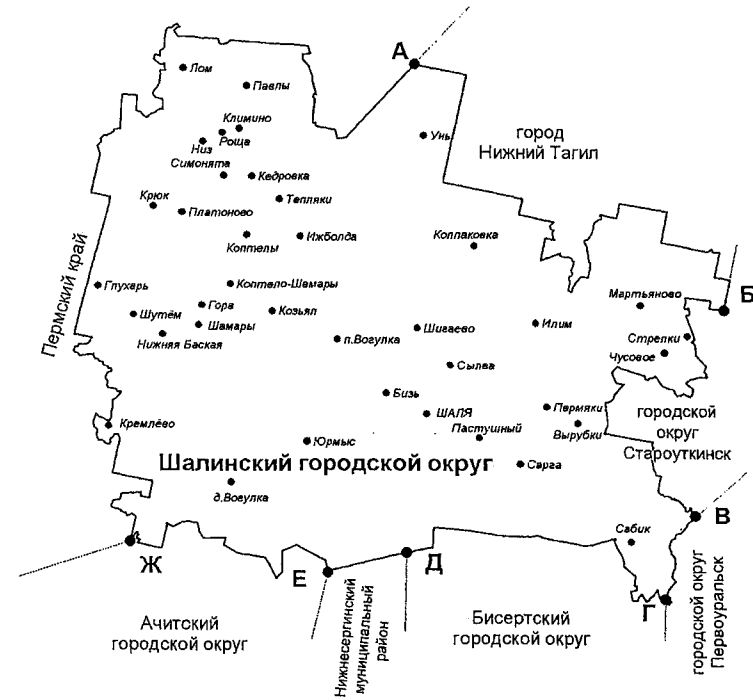 А
Лом
Павлы
Климино
Унь
город
Нижний Тагил
Роща
Низ
Симонята
Кедровка
Тепляки
Крюк
Платоново
Коптелы
Ижболда
Колпаковка
Пермский край
Глухарь
Коптело-Шамары
Мартьяново
Б
Гора
Козьял
Шутём
Шамары
Шигаево
Илим
Нижняя Баская
п.Вогулка
Стрелки
Чусовое
Сылва
Бизь
ШАЛЯ
Пермяки
городской
округ
Староуткинск
Кремлёво
Пастушный
Вырубки
Юрмыс
Шалинский городской округ
Сарга
д.Вогулка
В
Сабик
Ж
Е
Д
Г
Ачитский
городской округ
Нижнесергинский
муниципальный
район
Бисертский
городской округ
городской округ
Первоуральск